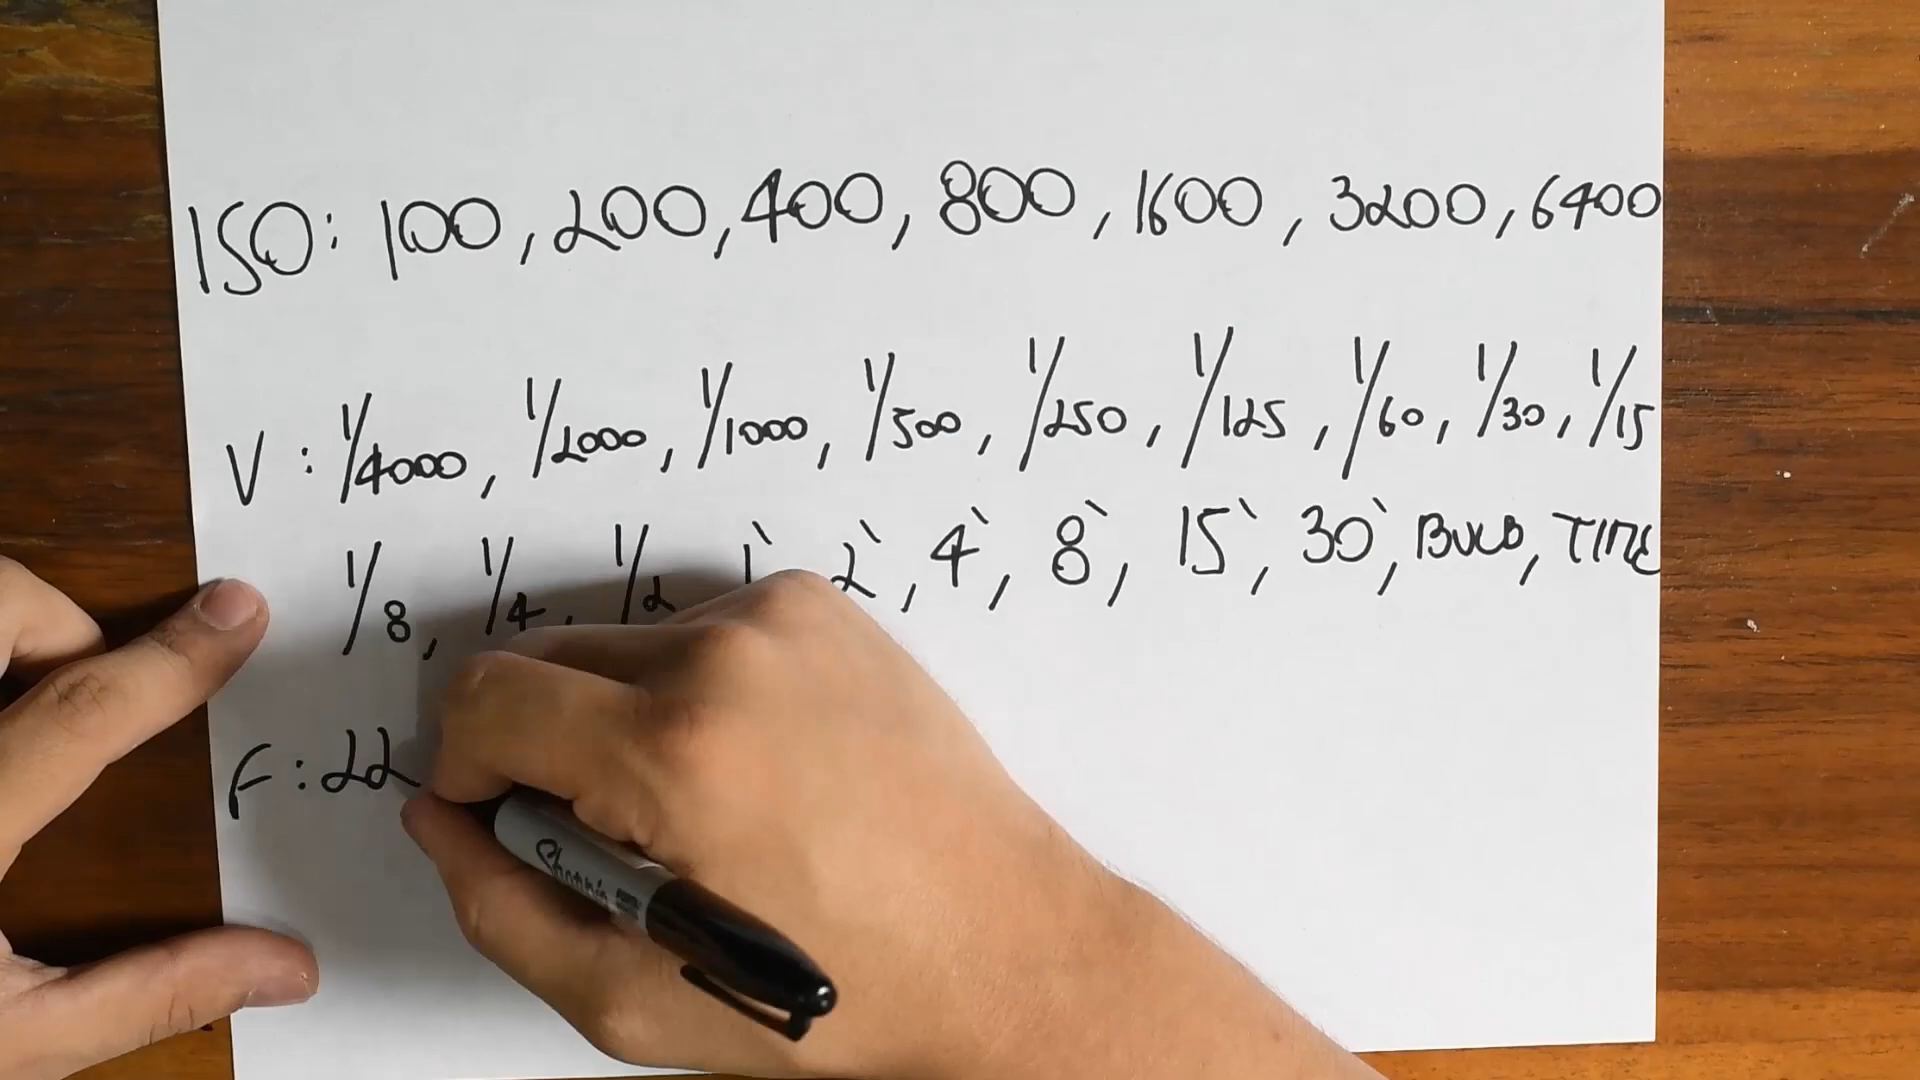 ISO: 100, 200, 400, 800, 1600, 3200, 6400
V: 1/4000, 1/2000, 1/1000, 1/500, 1/250, 1/125, 1/60, 1/30, 1/15
1/8, 1/4, 1/2 1` 2`, 4`, 8`, 15`, 30`, BULB, TIME
F: 22
Sharpie